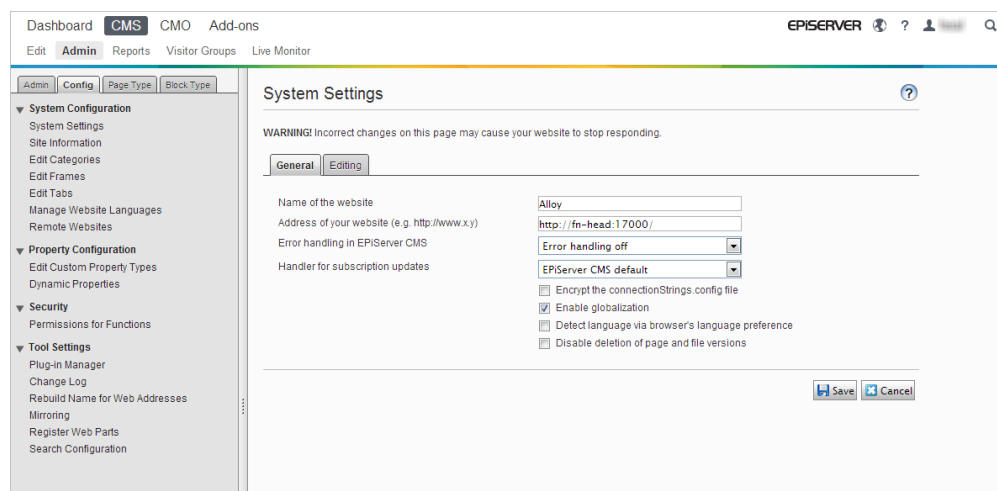 Dashboard CMS CMO Add-ons EPiSERVER ?
Edit Admin Reports Visitor Groups Live Monitor
Admin Config Page Type Block Type
System Configuration
System Settings
Site Information
Edit Categories
Edit Frames
Edit Tabs
Manage Website Languages
Remote Websites
Property Configuration
Edit Custom Property Types
Dynamic Properties
Security
Permissions for Functions
Tool Settings
Plug-in Manager
Change Log
Rebuild Name for Web Addresses
Mirroring
Register Web Parts
Search Configuration
System Settings ?
WARNING! Incorrect changes on this page may cause your website to stop responding.
General Editing
Name of the website Alloy
Address of your website (e.g. http://www.x.y) http://fn-head:17000/
Error handling in EPiServer CMS Error handling off
Handler for subscription updates EPiServer CMS default
Encrypt the connectionStrings.config file
Enable globalization
Detect language via browser's language preference
Disable deletion of page and file versions
Save Cancel